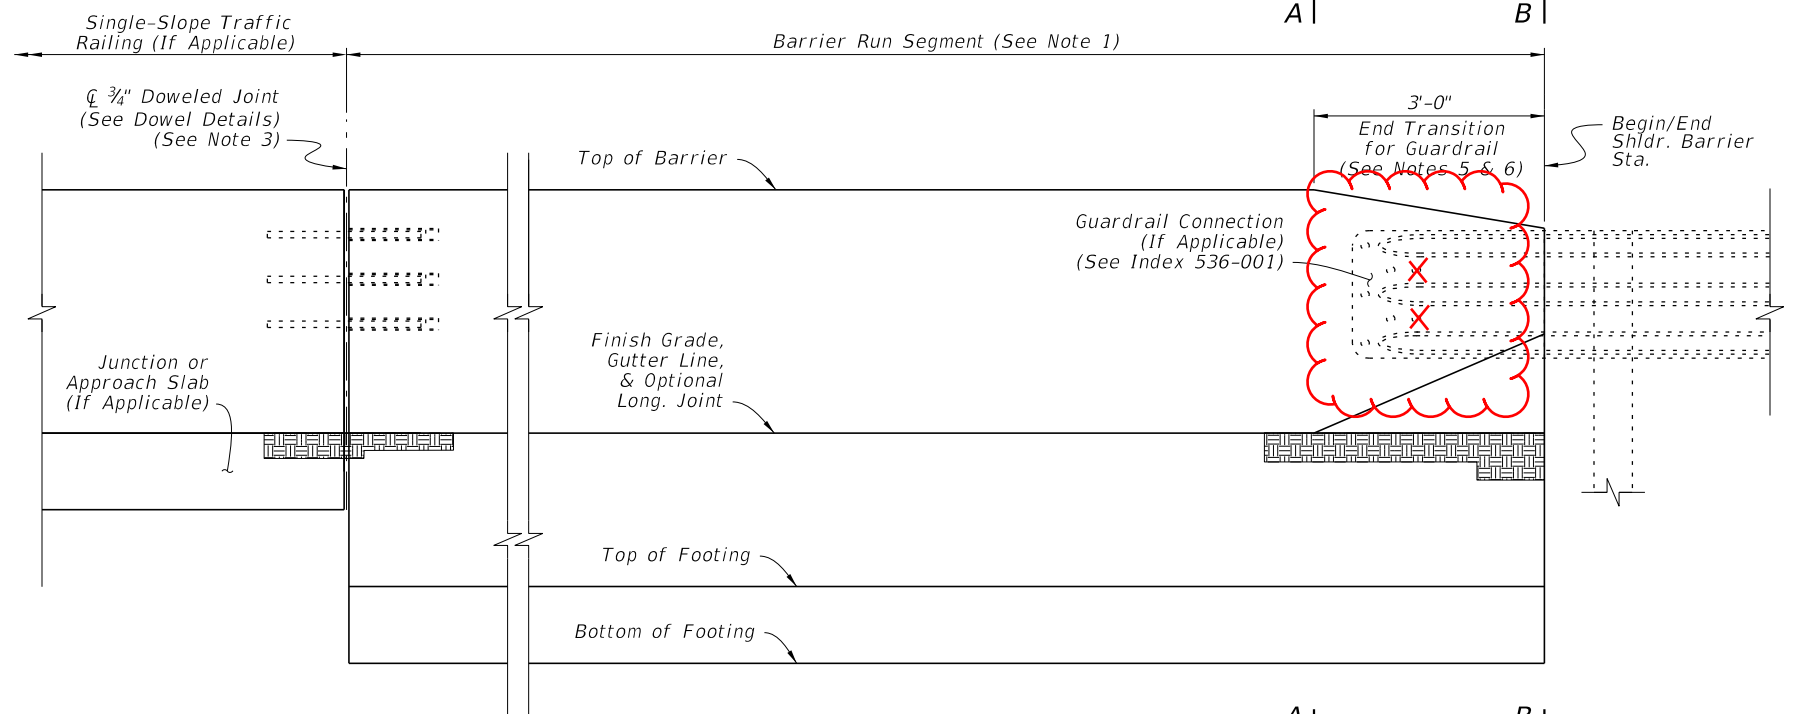 Single-Slope Traffic
Railing (If Applicable)
Barrier Run Segment (See Note 1)
A
B
℄ ¾" Doweled Joint
(See Dowel Details)
(See Note 3)
3'-0"
End Transition
for Guardrail
(See Notes 5 & 6)
Begin/End
Shldr. Barrier
Sta.
Top of Barrier
Guardrail Connection
(If Applicable)
(See Index 536-001)
Finish Grade,
Gutter Line,
& Optional
Long. Joint
Junction or
Approach Slab
(If Applicable)
Top of Footing
Bottom of Footing
A
B